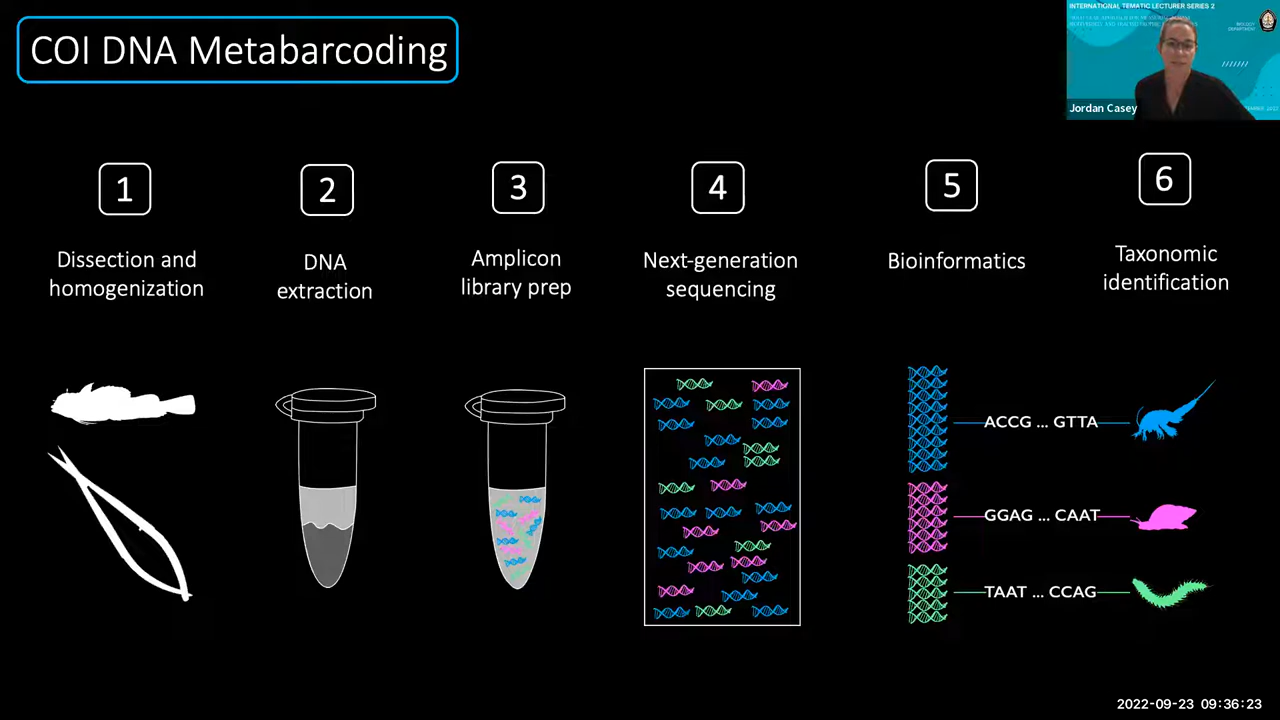 COI DNA Metabarcoding
INTERNATIONAL TEMATIC LECTURER SERIES 2
Jordan Casey
1
2
3
4
5
6
Dissection and
homogenization
DNA
extraction
Amplicon
library prep
Next-generation
sequencing
Bioinformatics
Taxonomic
identification
ACCG ... GTTA
GGAG ... CAAT
TAAT ... CCAG
2022-09-23 09:36:23